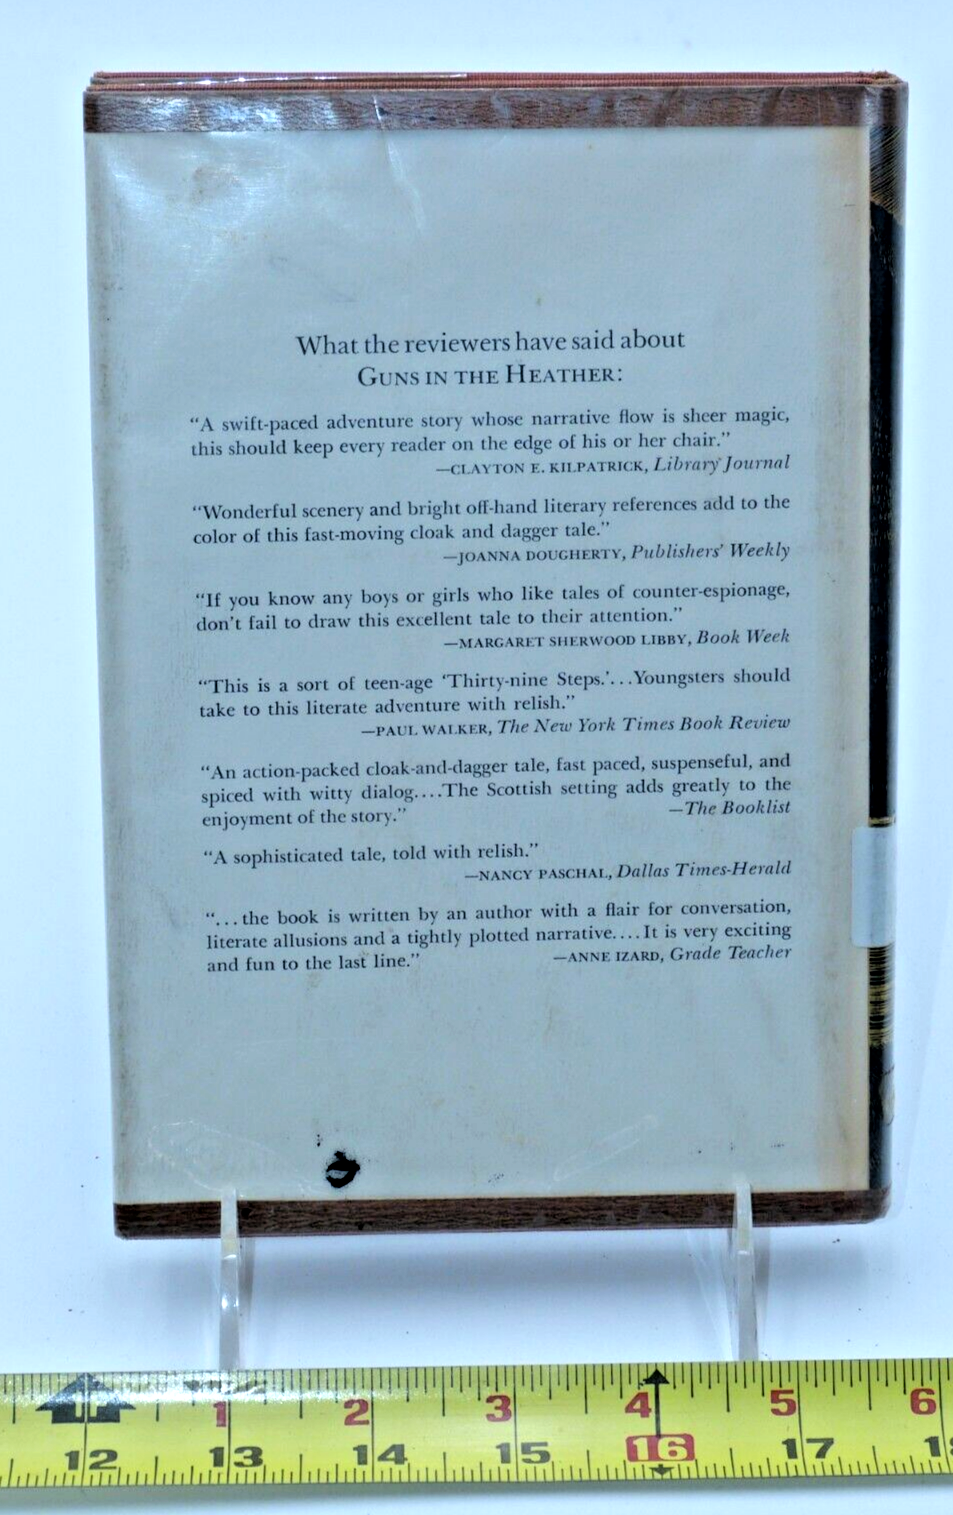 What the reviewers have said about
GUNS IN THE HEATHER:
“A swift-paced adventure story whose narrative flow is sheer magic,
this should keep every reader on the edge of his or her chair.”
—CLAYTON E. KILPATRICK, Library Journal
“Wonderful scenery and bright off-hand literary references add to the
color of this fast-moving cloak and dagger tale.”
—JOANNA DOUGHERTY, Publishers’ Weekly
“If you know any boys or girls who like tales of counter-espionage,
don’t fail to draw this excellent tale to their attention.”
—MARGARET SHERWOOD LIBBY, Book Week
“This is a sort of teen-age ‘Thirty-nine Steps.’...Youngsters should
take to this literate adventure with relish.”
—PAUL WALKER, The New York Times Book Review
“An action-packed cloak-and-dagger tale, fast paced, suspenseful, and
spiced with witty dialog....The Scottish setting adds greatly to the
enjoyment of the story.” —The Booklist
“A sophisticated tale, told with relish.”
—NANCY PASCHAL, Dallas Times-Herald
“...the book is written by an author with a flair for conversation,
literate allusions and a tightly plotted narrative....It is very exciting
and fun to the last line.” —ANNE IZARD, Grade Teacher
1 2 3 4 5 6
12 13 14 15 16 17